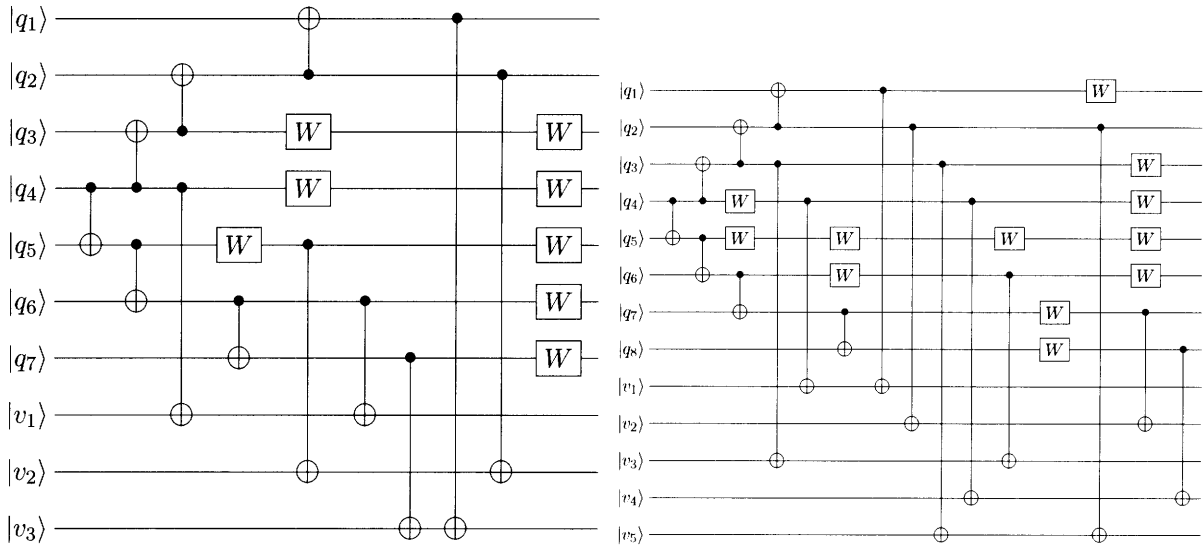 |q₁⟩
|q₂⟩
|q₃⟩ W W
|q₄⟩ W W
|q₅⟩ W W
|q₆⟩ W
|q₇⟩ W
|v₁⟩
|v₂⟩
|v₃⟩
|q₁⟩ W
|q₂⟩
|q₃⟩ W
|q₄⟩ W W
|q₅⟩ W W W W
|q₆⟩ W W
|q₇⟩ W
|q₈⟩ W
|v₁⟩
|v₂⟩
|v₃⟩
|v₄⟩
|v₅⟩